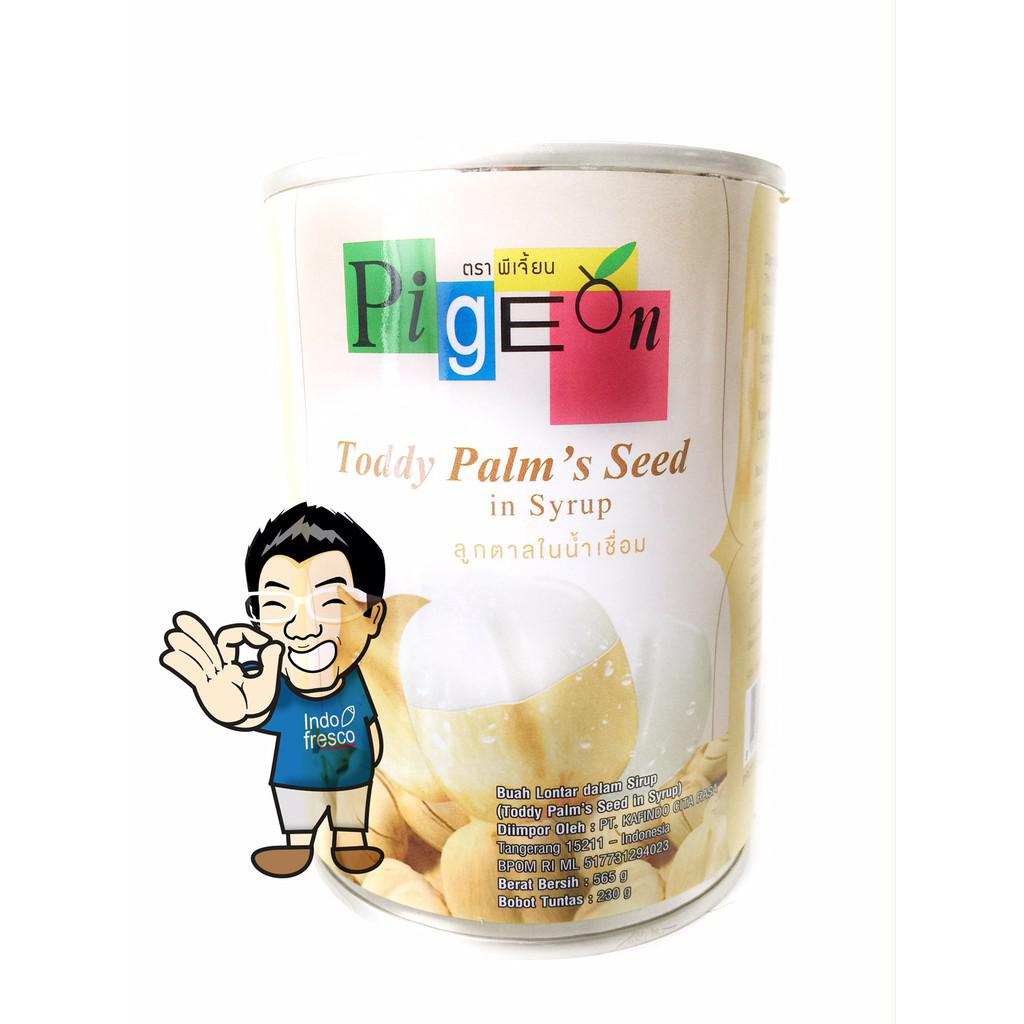 ตรา พีเจี้ยน
PigEOn
Toddy Palm's Seed
in Syrup
ลูกตาลในน้ำเชื่อม
Indo
fresco
Buah Lontar dalam Sirup
(Toddy Palm's Seed in Syrup)
Diimpor Oleh : PT. KAFINDO CITA RASA
Tangerang 15211 – Indonesia
BPOM RI ML 517731294023
Berat Bersih : 565 g
Bobot Tuntas : 230 g